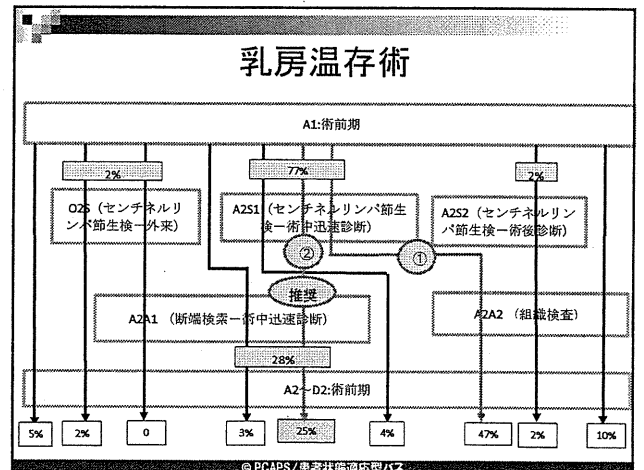 乳房温存術
A1:術前期
2%
77%
2%
O2S（センチネルリ
ンパ節生検ー外来）
A2S1（センチネルリンパ節生
検ー術中迅速診断）
A2S2（センチネルリン
パ節生検ー術後診断）
②
①
推奨
A2A1 （断端検索ー術中迅速診断）
A2A2 （組織検査）
28%
A2～D2:術前期
5%
2%
0
3%
25%
4%
47%
2%
10%
© PCAPS/患者状態適応型パス